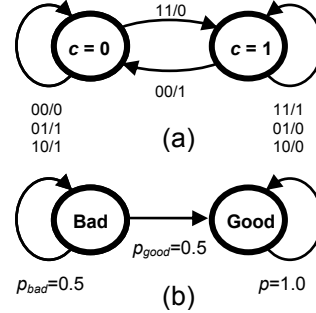 11/0
c = 0
c = 1
00/1
00/0
01/1
10/1
11/1
01/0
10/0
(a)
Bad
Good
p_good=0.5
p_bad=0.5
p=1.0
(b)